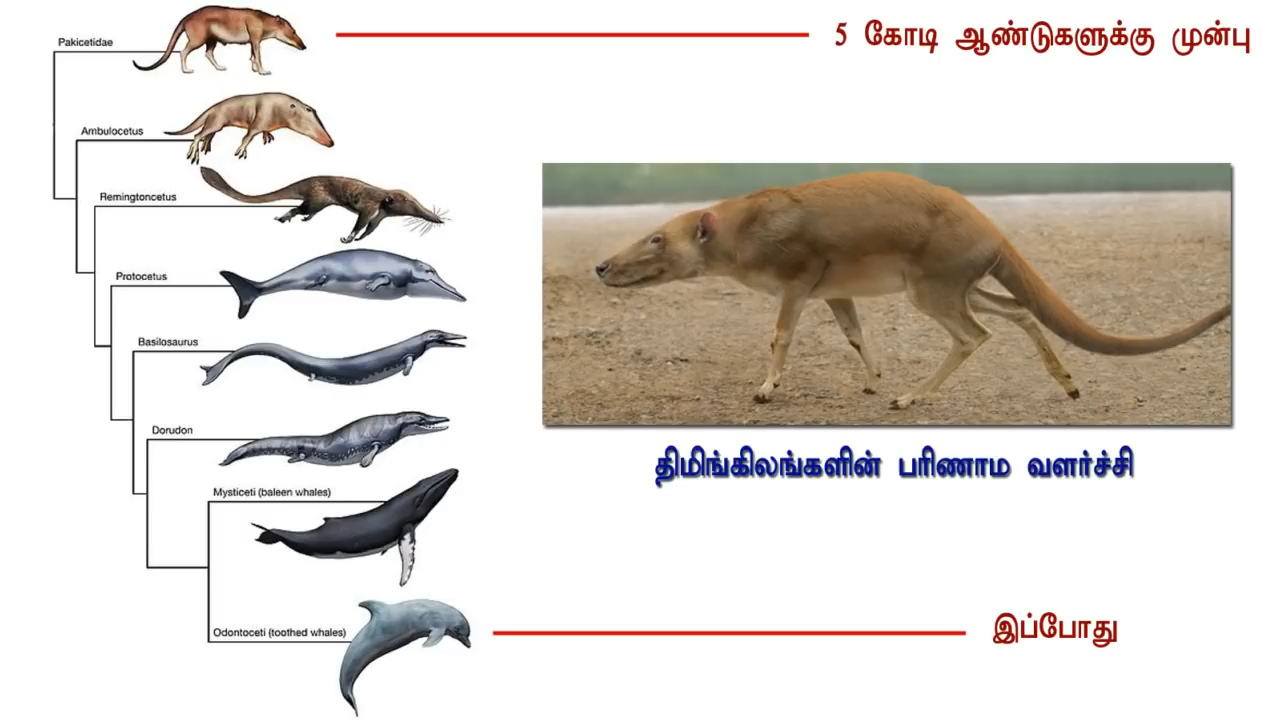 Pakicetidae
5 கோடி ஆண்டுகளுக்கு முன்பு
Ambulocetus
Remingtoncetus
Protocetus
Basilosaurus
Dorudon
திமிங்கிலங்களின் பரிணாம வளர்ச்சி
Mysticeti (baleen whales)
Odontoceti (toothed whales)
இப்போது